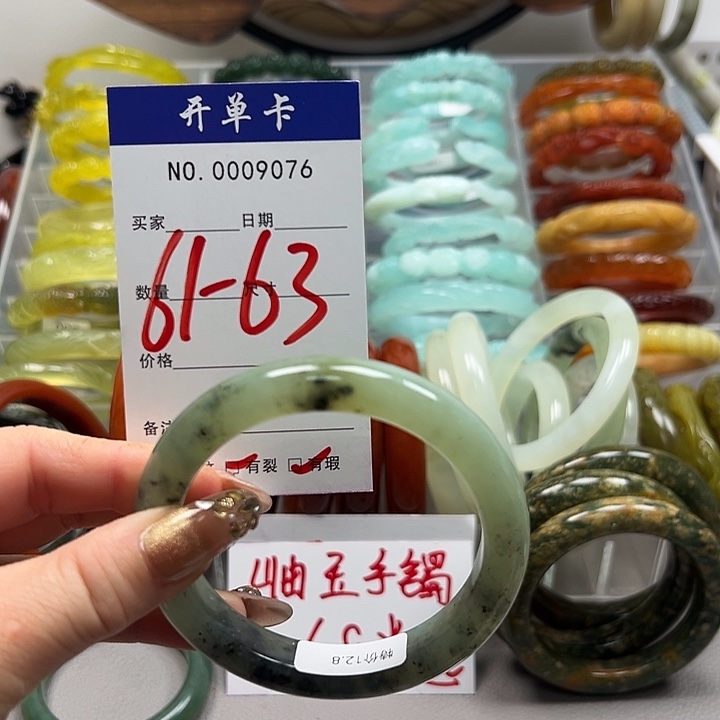 开单卡
NO.0009076
买家 日期
61-63
数量 尺寸
价格
备注
有裂 有瑕
岫玉手镯
特价12.8